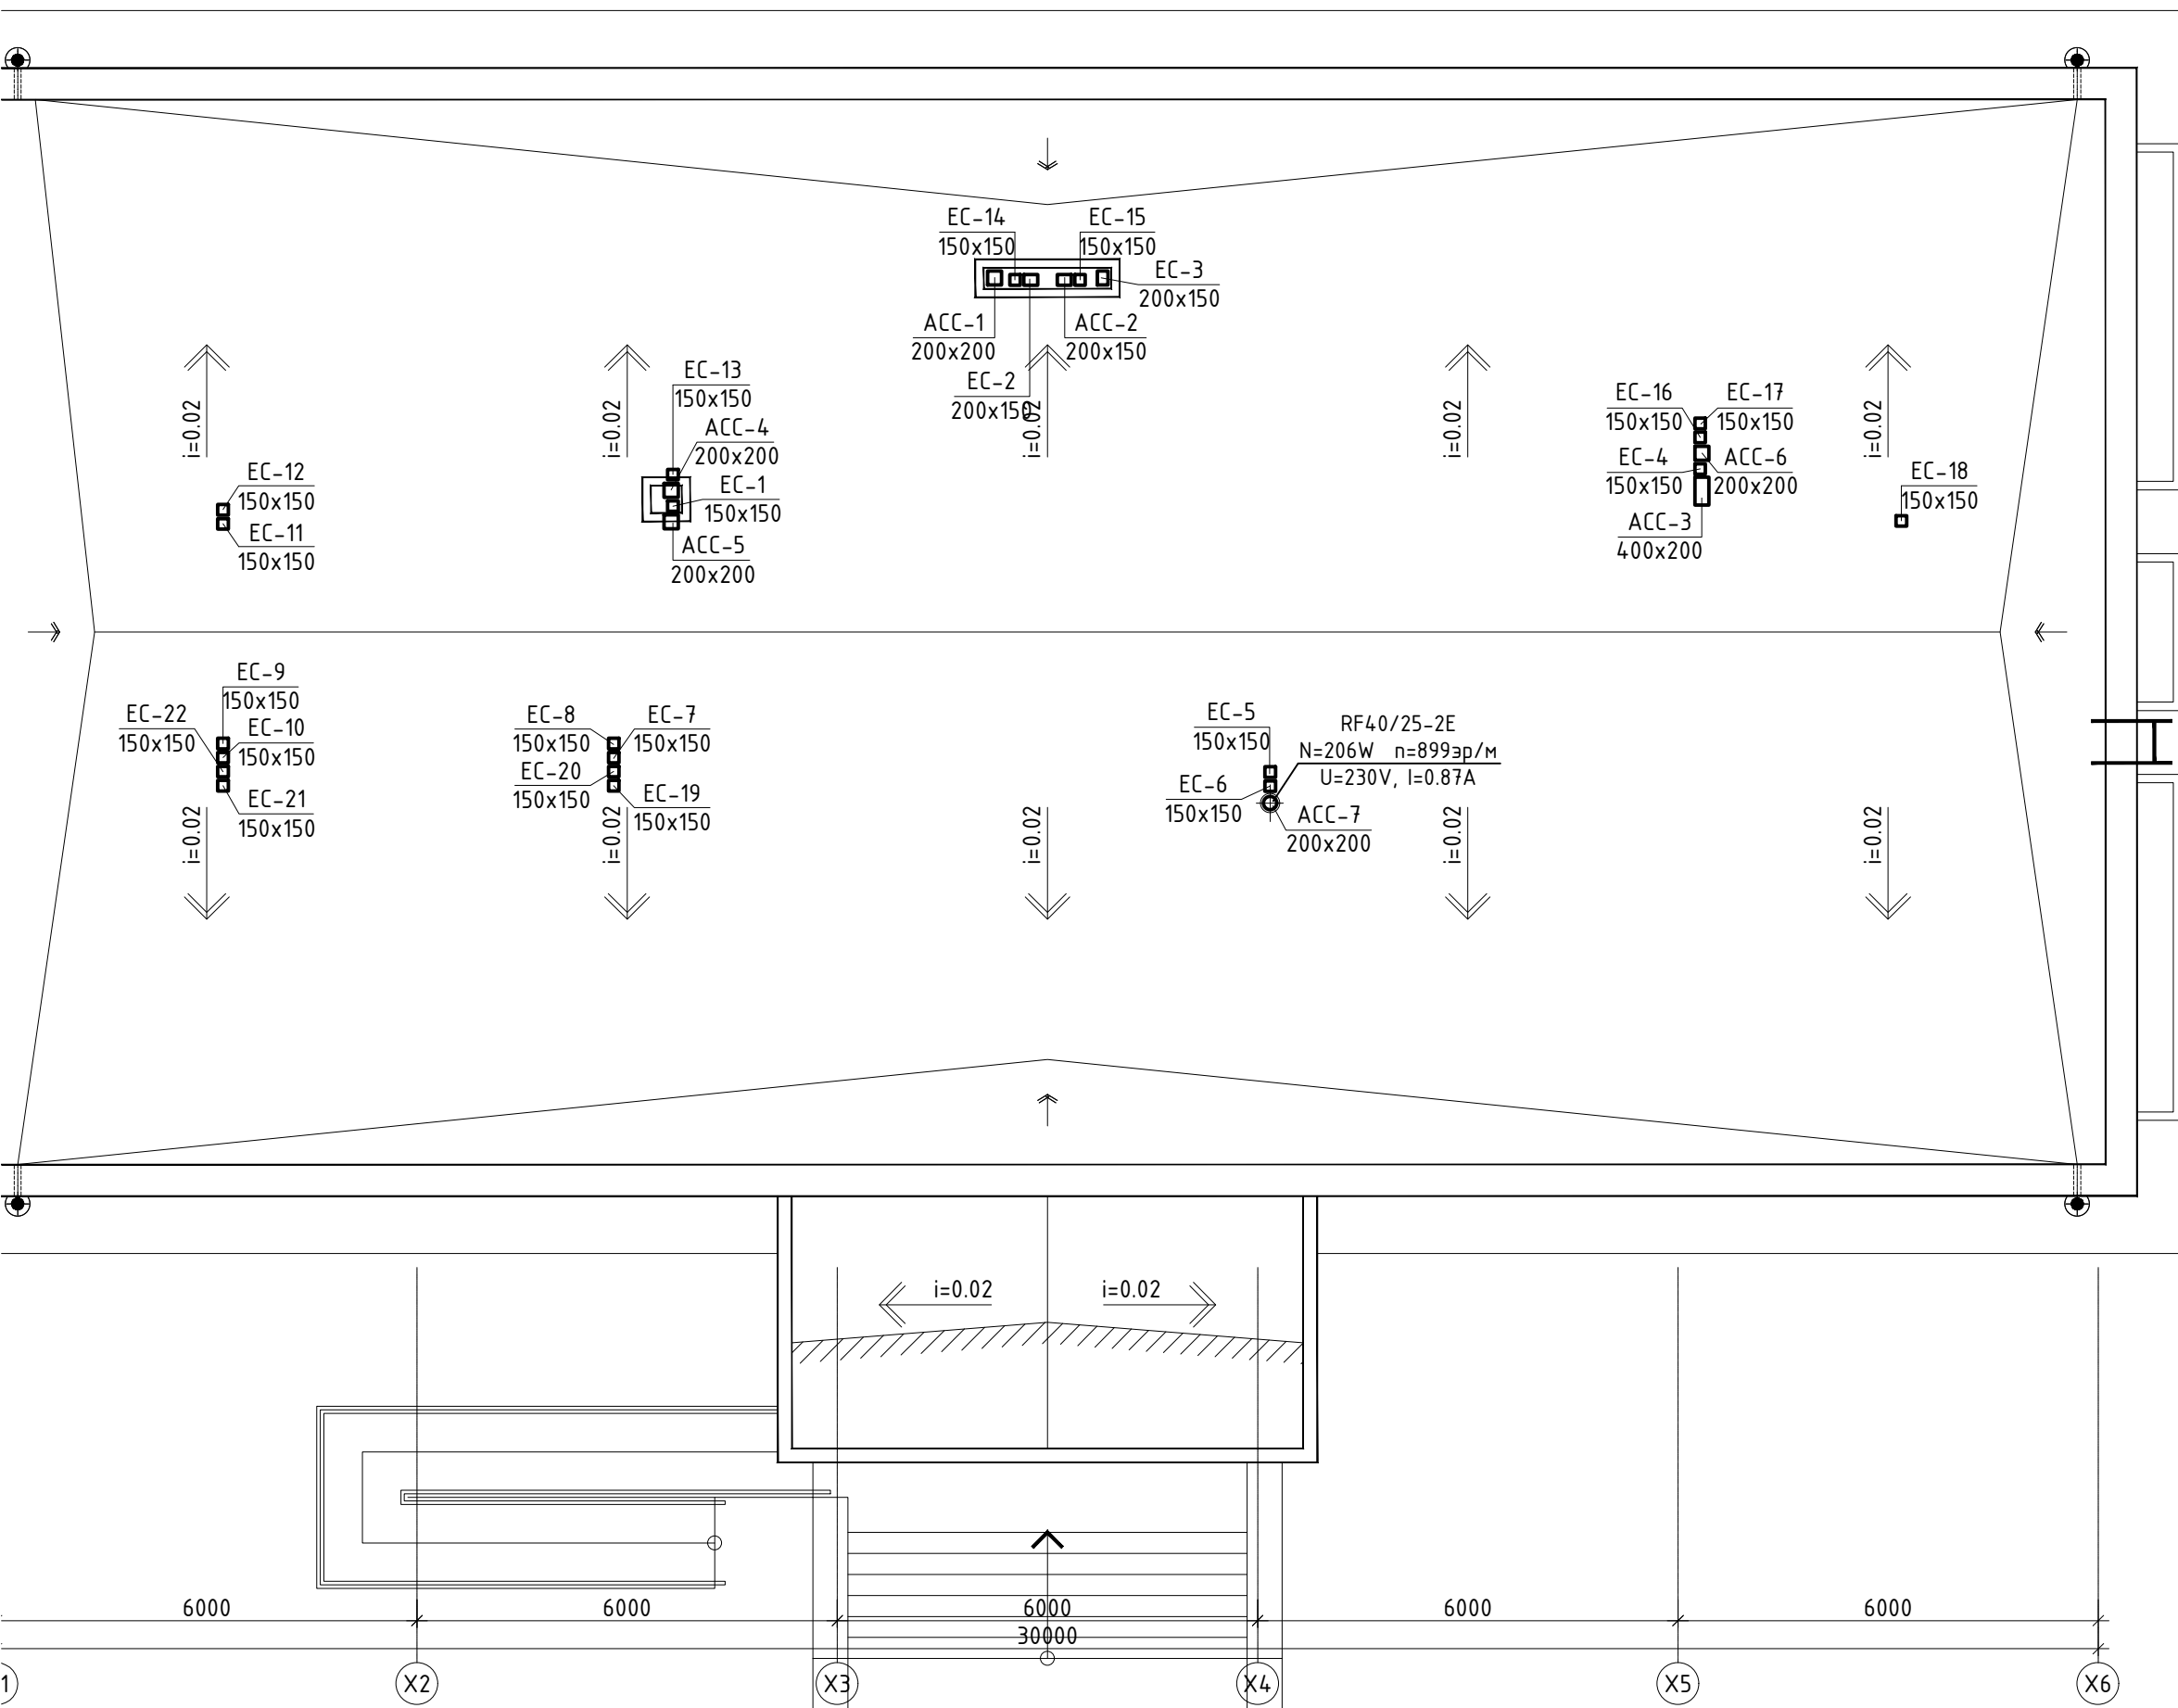 EC-14
150x150
EC-15
150x150
EC-3
200x150
ACC-1
200x200
ACC-2
200x150
EC-2
200x150
EC-13
150x150
ACC-4
200x200
EC-1
150x150
ACC-5
200x200
EC-16
150x150
EC-17
150x150
EC-4
150x150
ACC-6
200x200
ACC-3
400x200
EC-18
150x150
EC-12
150x150
EC-11
150x150
i=0.02
i=0.02
i=0.02
i=0.02
i=0.02
EC-9
150x150
EC-22
150x150
EC-10
150x150
EC-21
150x150
EC-8
150x150
EC-7
150x150
EC-20
150x150
EC-19
150x150
EC-5
150x150
EC-6
150x150
RF40/25-2E
N=206W n=899эр/м
U=230V, I=0.87A
ACC-7
200x200
i=0.02
i=0.02
i=0.02
i=0.02
i=0.02
i=0.02
i=0.02
6000
6000
6000
6000
6000
30000
1
X2
X3
X4
X5
X6